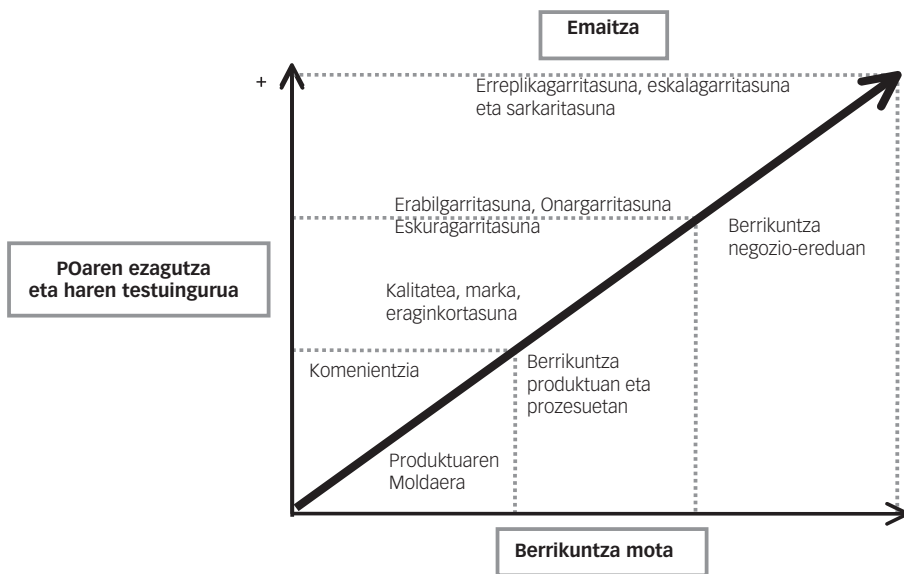 Emaitza
+
Erreplikagarritasuna, eskalagarritasuna
eta sarkaritasuna
Erabilgarritasuna, Onargarritasuna
Eskuragarritasuna
Berrikuntza
negozio-ereduan
POaren ezagutza
eta haren testuingurua
Kalitatea, marka,
eraginkortasuna
Komenientzia
Berrikuntza
produktuan eta
prozesuetan
Produktuaren
Moldaera
Berrikuntza mota